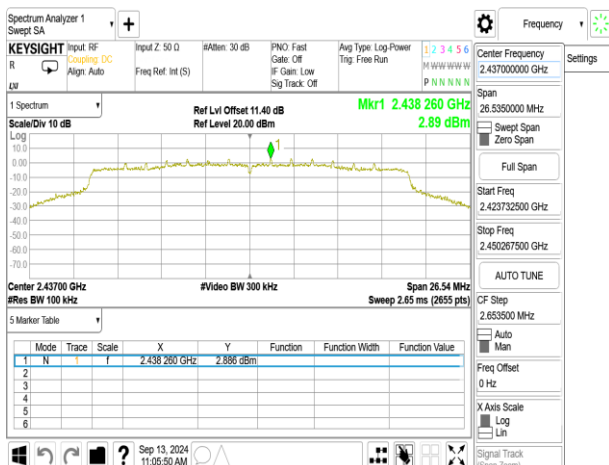 Spectrum Analyzer 1
Swept SA
+
Frequency
KEYSIGHT
R
LXI
Input: RF
Coupling: DC
Align: Auto
Input Z: 50 Ω
Freq Ref: Int (S)
#Atten: 30 dB
PNO: Fast
Gate: Off
IF Gain: Low
Sig Track: Off
Avg Type: Log-Power
Trig: Free Run
1 2 3 4 5 6
M W W W W W
P N N N N N
Center Frequency
2.437000000 GHz
Settings
Span
26.5350000 MHz
Swept Span
Zero Span
Full Span
Start Freq
2.423732500 GHz
Stop Freq
2.450267500 GHz
AUTO TUNE
CF Step
2.653500 MHz
Auto
Man
Freq Offset
0 Hz
X Axis Scale
Log
Lin
Signal Track
(Span Zoom)
1 Spectrum
Scale/Div 10 dB
Ref Lvl Offset 11.40 dB
Ref Level 20.00 dBm
Mkr1 2.438 260 GHz
2.89 dBm
Log
10.0
0.00
-10.0
-20.0
-30.0
-40.0
-50.0
-60.0
-70.0
1
Center 2.43700 GHz
#Res BW 100 kHz
#Video BW 300 kHz
Span 26.54 MHz
Sweep 2.65 ms (2655 pts)
5 Marker Table
Mode Trace Scale X Y Function Function Width Function Value
1 N 1 f 2.438 260 GHz 2.886 dBm
2
3
4
5
6
? Sep 13, 2024
11:05:50 AM